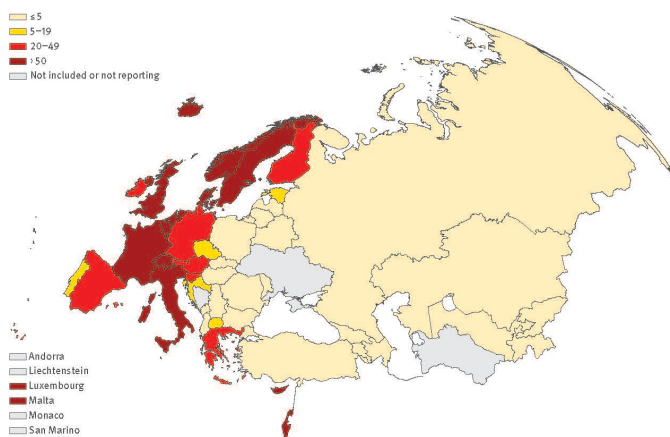 ≤ 5
5–19
20–49
> 50
Not included or not reporting
Andorra
Liechtenstein
Luxembourg
Malta
Monaco
San Marino